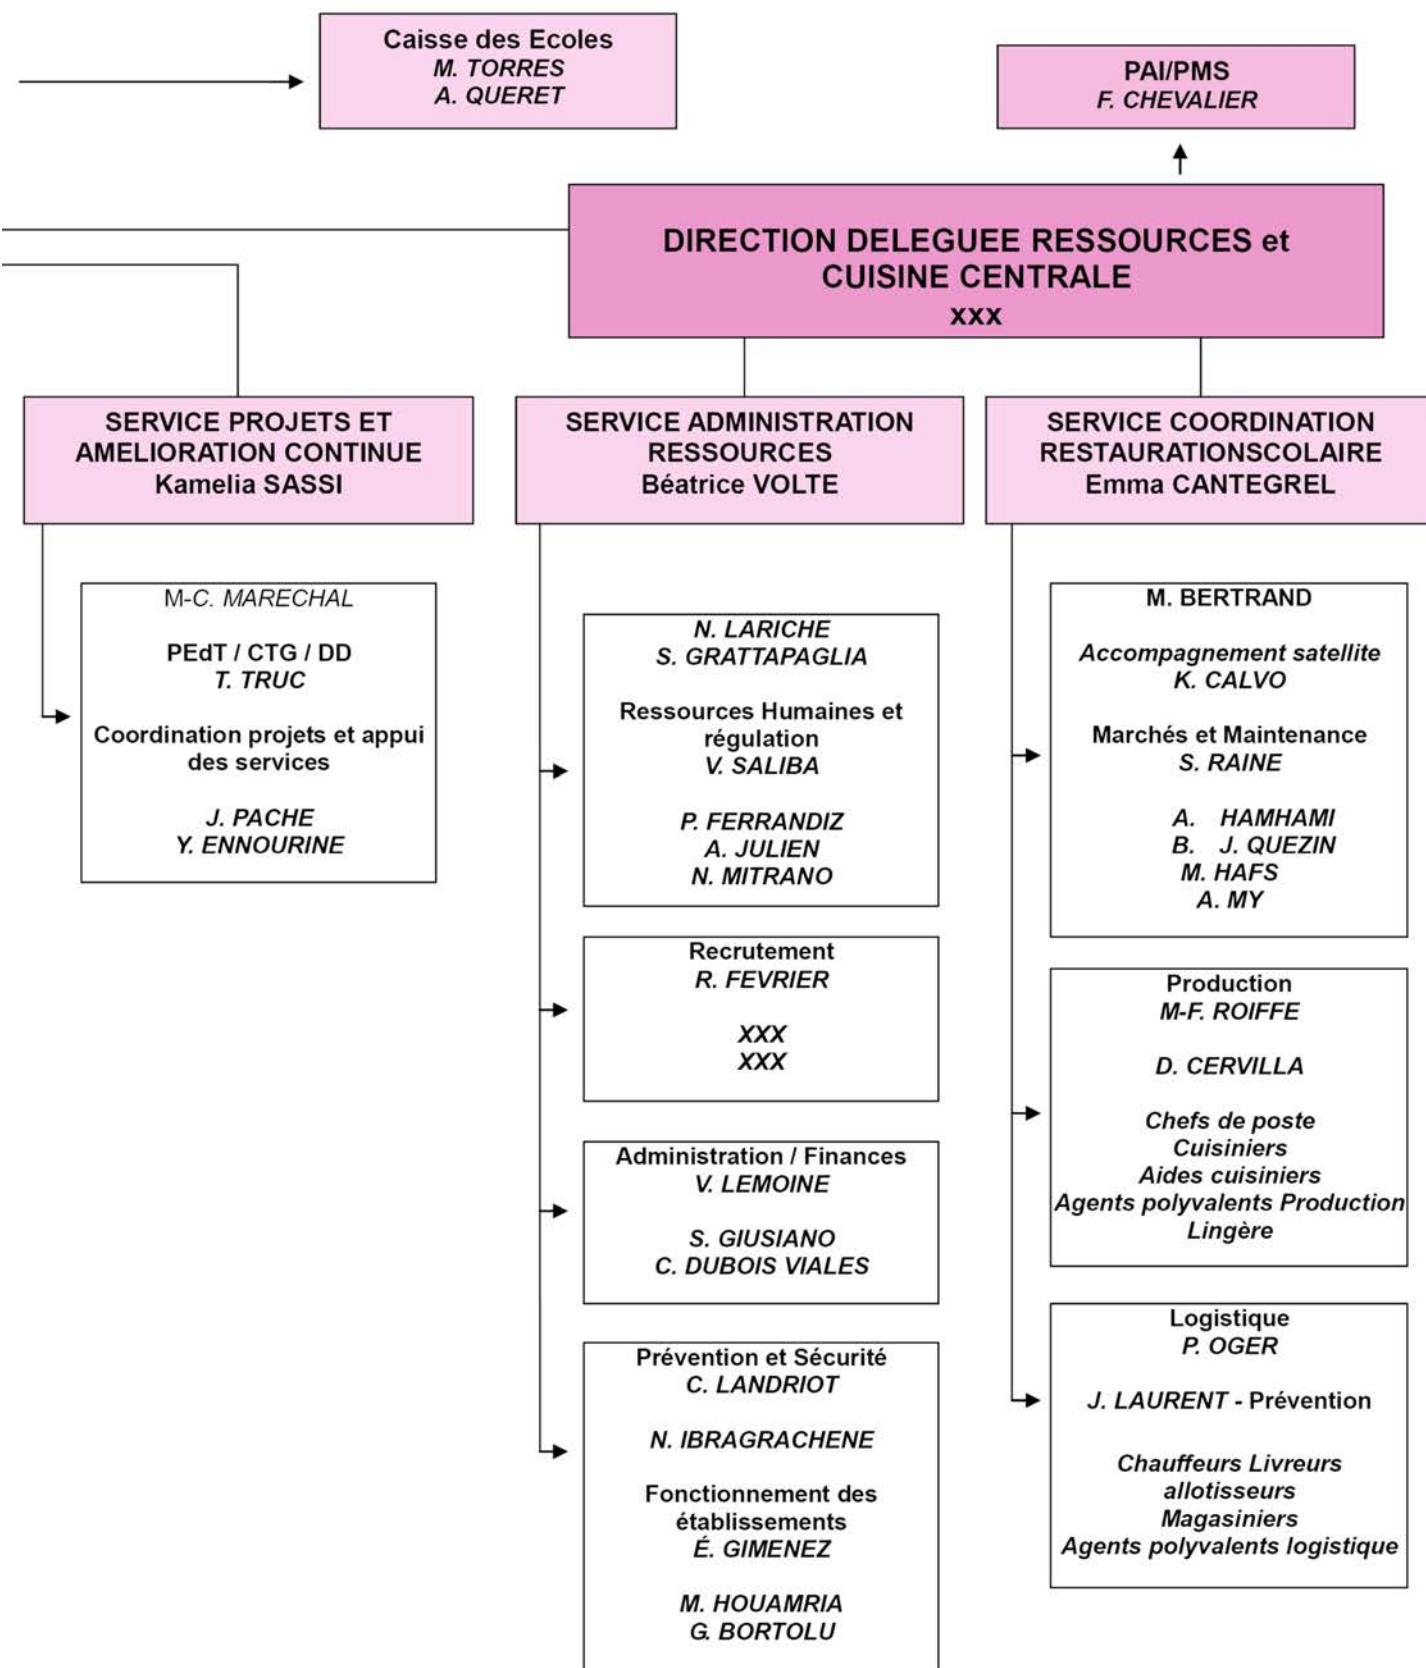 Caisse des Ecoles
M. TORRES
A. QUERET
PAI/PMS
F. CHEVALIER
DIRECTION DELEGUEE RESSOURCES et
CUISINE CENTRALE
xxx
SERVICE PROJETS ET
AMELIORATION CONTINUE
Kamelia SASSI
M-C. MARECHAL
PEdT / CTG / DD
T. TRUC
Coordination projets et appui
des services
J. PACHE
Y. ENNOURINE
SERVICE ADMINISTRATION
RESSOURCES
Béatrice VOLTE
N. LARICHE
S. GRATTAPAGLIA
Ressources Humaines et
régulation
V. SALIBA
P. FERRANDIZ
A. JULIEN
N. MITRANO
Recrutement
R. FEVRIER
XXX
XXX
Administration / Finances
V. LEMOINE
S. GIUSIANO
C. DUBOIS VIALES
Prévention et Sécurité
C. LANDRIOT
N. IBRAGRACHENE
Fonctionnement des
établissements
É. GIMENEZ
M. HOUAMRIA
G. BORTOLU
SERVICE COORDINATION
RESTAURATIONSCOLAIRE
Emma CANTEGREL
M. BERTRAND
Accompagnement satellite
K. CALVO
Marchés et Maintenance
S. RAINE
A. HAMHAMI
B. J. QUEZIN
M. HAFS
A. MY
Production
M-F. ROIFFE
D. CERVILLA
Chefs de poste
Cuisiniers
Aides cuisiniers
Agents polyvalents Production
Lingère
Logistique
P. OGER
J. LAURENT - Prévention
Chauffeurs Livreurs
allotisseurs
Magasiniers
Agents polyvalents logistique